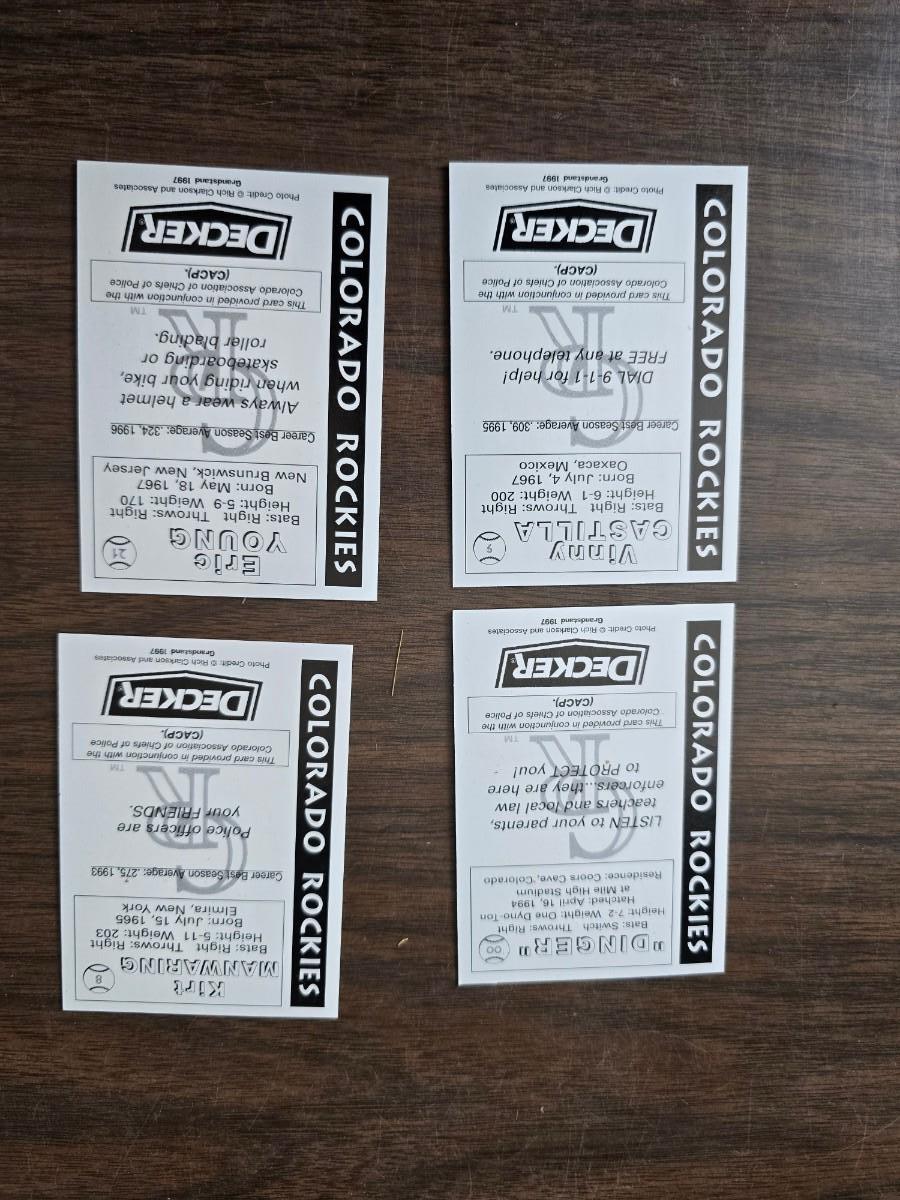 COLORADO ROCKIES
"DINGER"
00
Bats: Switch Throws: Right
Height: 7-2 Weight: One Dyno-Ton
Hatched: April 16, 1994
at Mile High Stadium
Residence: Coors Cave, Colorado
LISTEN to your parents,
teachers and local law
enforcers...they are here
to PROTECT you!
CR
TM
This card provided in conjunction with the
Colorado Association of Chiefs of Police
(CACP).
DECKER®
Photo Credit: © Rich Clarkson and Associates
Grandstand 1997
COLORADO ROCKIES
Kirt
MANWARING
8
Bats: Right Throws: Right
Height: 5-11 Weight: 203
Born: July 15, 1965
Elmira, New York
Career Best Season Average: .275, 1993
Police officers are
your FRIENDS.
CR
TM
This card provided in conjunction with the
Colorado Association of Chiefs of Police
(CACP).
DECKER®
Photo Credit: © Rich Clarkson and Associates
Grandstand 1997
COLORADO ROCKIES
Vinny
CASTILLA
9
Bats: Right Throws: Right
Height: 6-1 Weight: 200
Born: July 4, 1967
Oaxaca, Mexico
Career Best Season Average: .309, 1995
DIAL 9-1-1 for help!
FREE at any telephone.
CR
TM
This card provided in conjunction with the
Colorado Association of Chiefs of Police
(CACP).
DECKER®
Photo Credit: © Rich Clarkson and Associates
Grandstand 1997
COLORADO ROCKIES
Eric
YOUNG
21
Bats: Right Throws: Right
Height: 5-9 Weight: 170
Born: May 18, 1967
New Brunswick, New Jersey
Career Best Season Average: .324, 1996
Always wear a helmet
when riding your bike,
skateboarding or
roller blading.
CR
TM
This card provided in conjunction with the
Colorado Association of Chiefs of Police
(CACP).
DECKER®
Photo Credit: © Rich Clarkson and Associates
Grandstand 1997